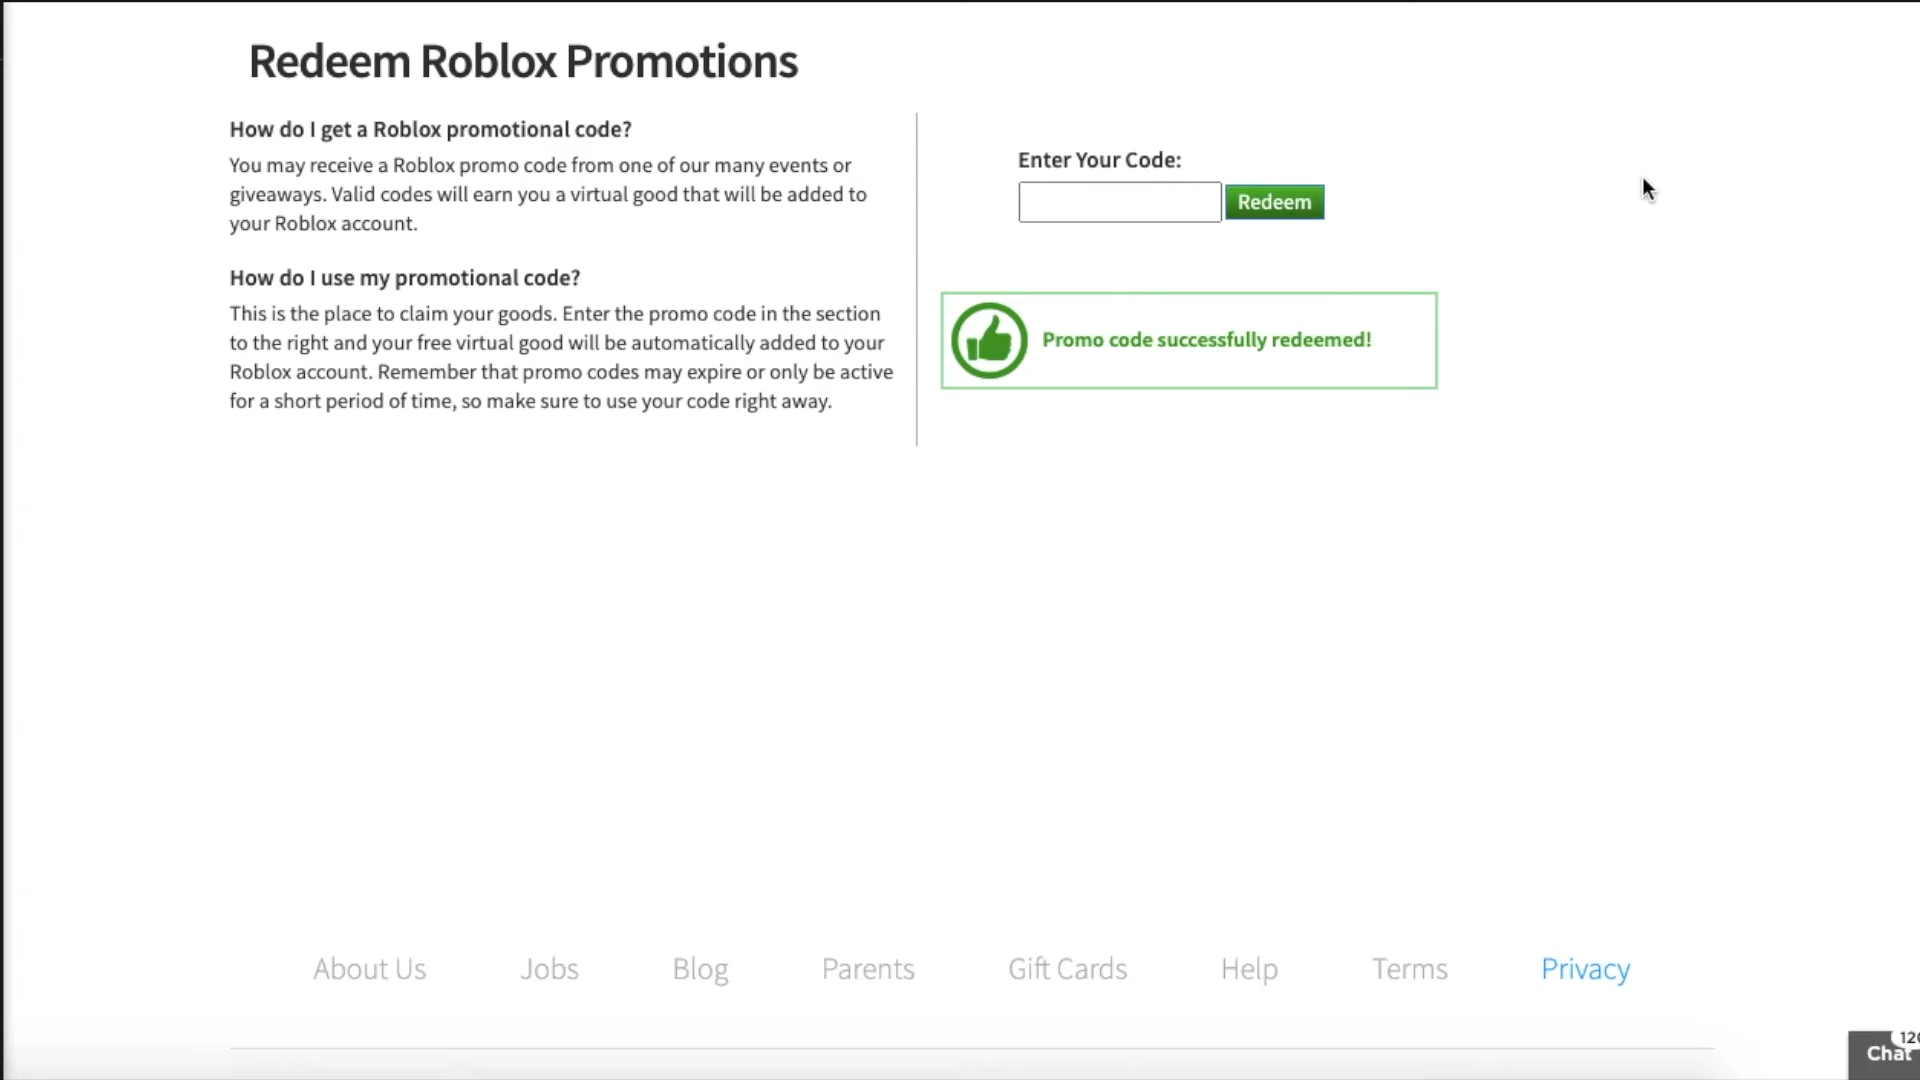 Redeem Roblox Promotions
How do I get a Roblox promotional code?
You may receive a Roblox promo code from one of our many events or
giveaways. Valid codes will earn you a virtual good that will be added to
your Roblox account.
How do I use my promotional code?
This is the place to claim your goods. Enter the promo code in the section
to the right and your free virtual good will be automatically added to your
Roblox account. Remember that promo codes may expire or only be active
for a short period of time, so make sure to use your code right away.
Enter Your Code:
Redeem
Promo code successfully redeemed!
About Us Jobs Blog Parents Gift Cards Help Terms Privacy
Chat